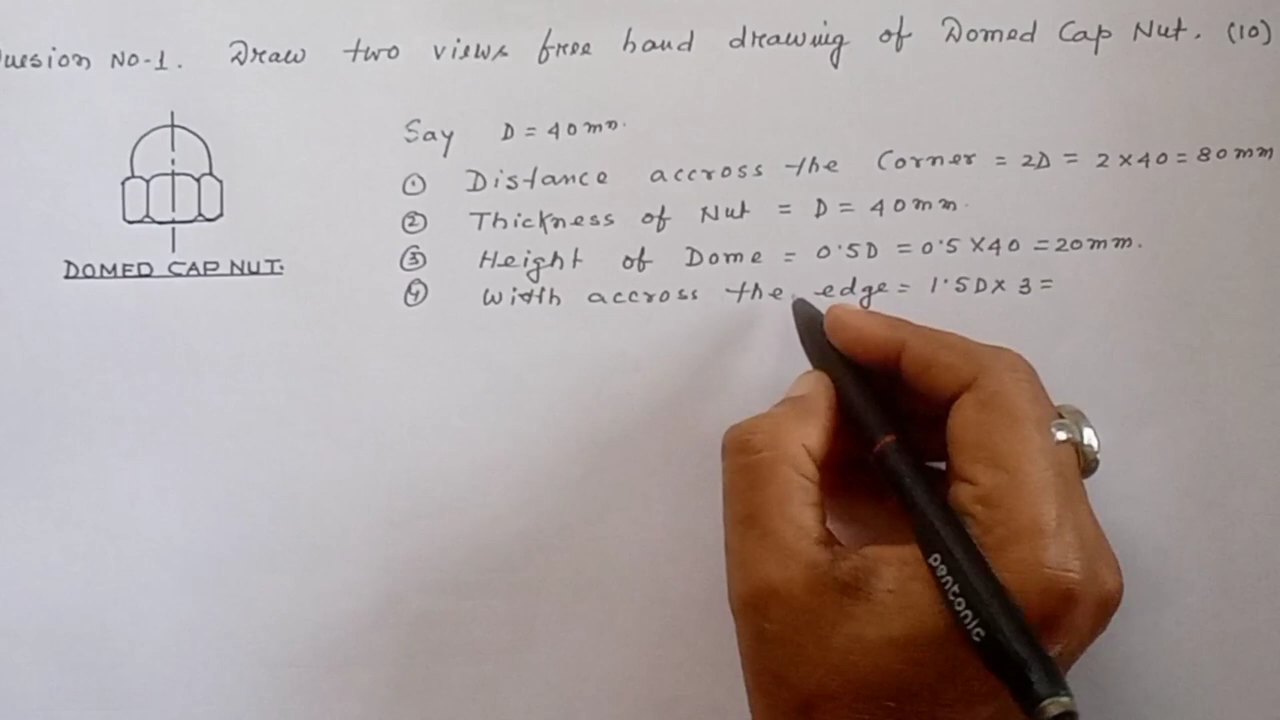 uesion No-1. Draw two views free hand drawing of Domed Cap Nut. (10)
Say D = 40mm.
① Distance accross the Corner = 2D = 2 x 40 = 80mm
② Thickness of Nut = D = 40mm.
③ Height of Dome = 0.5D = 0.5 x 40 = 20mm.
④ width accross the edge = 1.5D x 3 =
DOMED CAP NUT.
pentonic